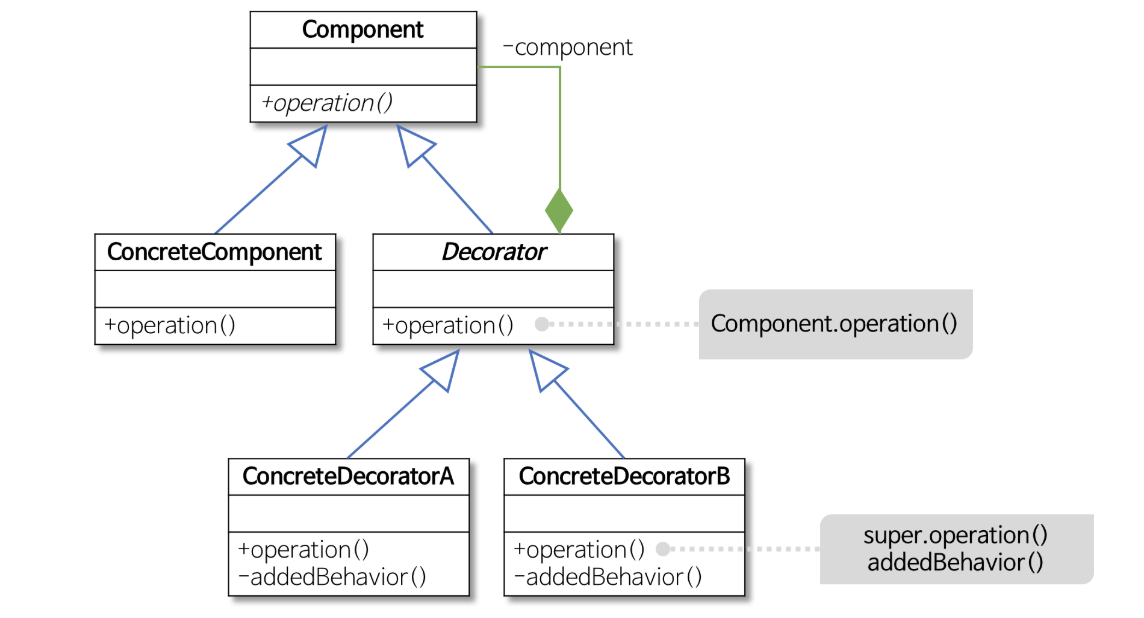 Component
-component
+operation()
ConcreteComponent
+operation()
Decorator
+operation()
Component.operation()
ConcreteDecoratorA
+operation()
-addedBehavior()
ConcreteDecoratorB
+operation()
-addedBehavior()
super.operation()
addedBehavior()